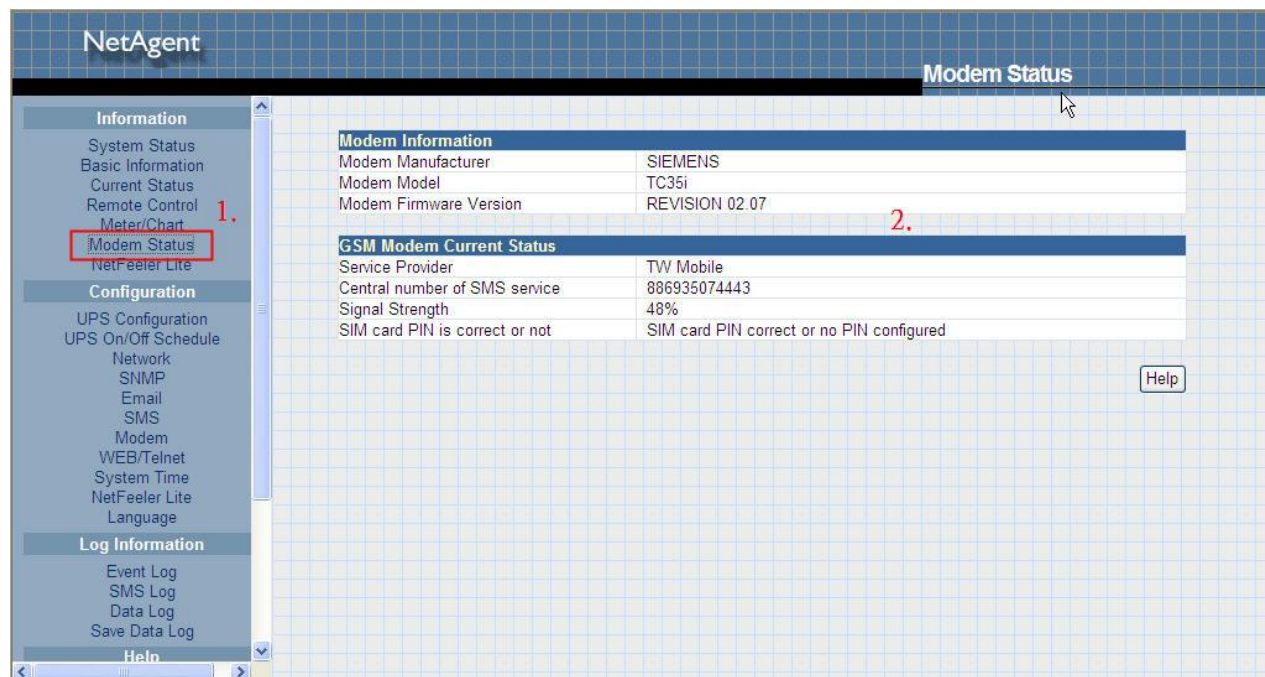 NetAgent
Modem Status
Information
System Status
Basic Information
Current Status
Remote Control
1.
Meter/Chart
Modem Status
NetFeeler Lite
Configuration
UPS Configuration
UPS On/Off Schedule
Network
SNMP
Email
SMS
Modem
WEB/Telnet
System Time
NetFeeler Lite
Language
Log Information
Event Log
SMS Log
Data Log
Save Data Log
Help
Modem Information
Modem Manufacturer SIEMENS
Modem Model TC35i
Modem Firmware Version REVISION 02.07
2.
GSM Modem Current Status
Service Provider TW Mobile
Central number of SMS service 886935074443
Signal Strength 48%
SIM card PIN is correct or not SIM card PIN correct or no PIN configured
Help